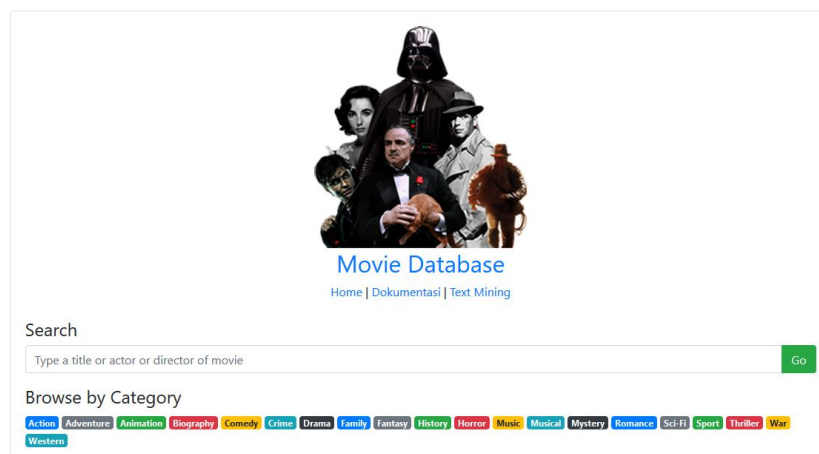 Movie Database
Home | Dokumentasi | Text Mining
Search
Type a title or actor or director of movie Go
Browse by Category
Action Adventure Animation Biography Comedy Crime Drama Family Fantasy History Horror Music Musical Mystery Romance Sci-Fi Sport Thriller War
Western